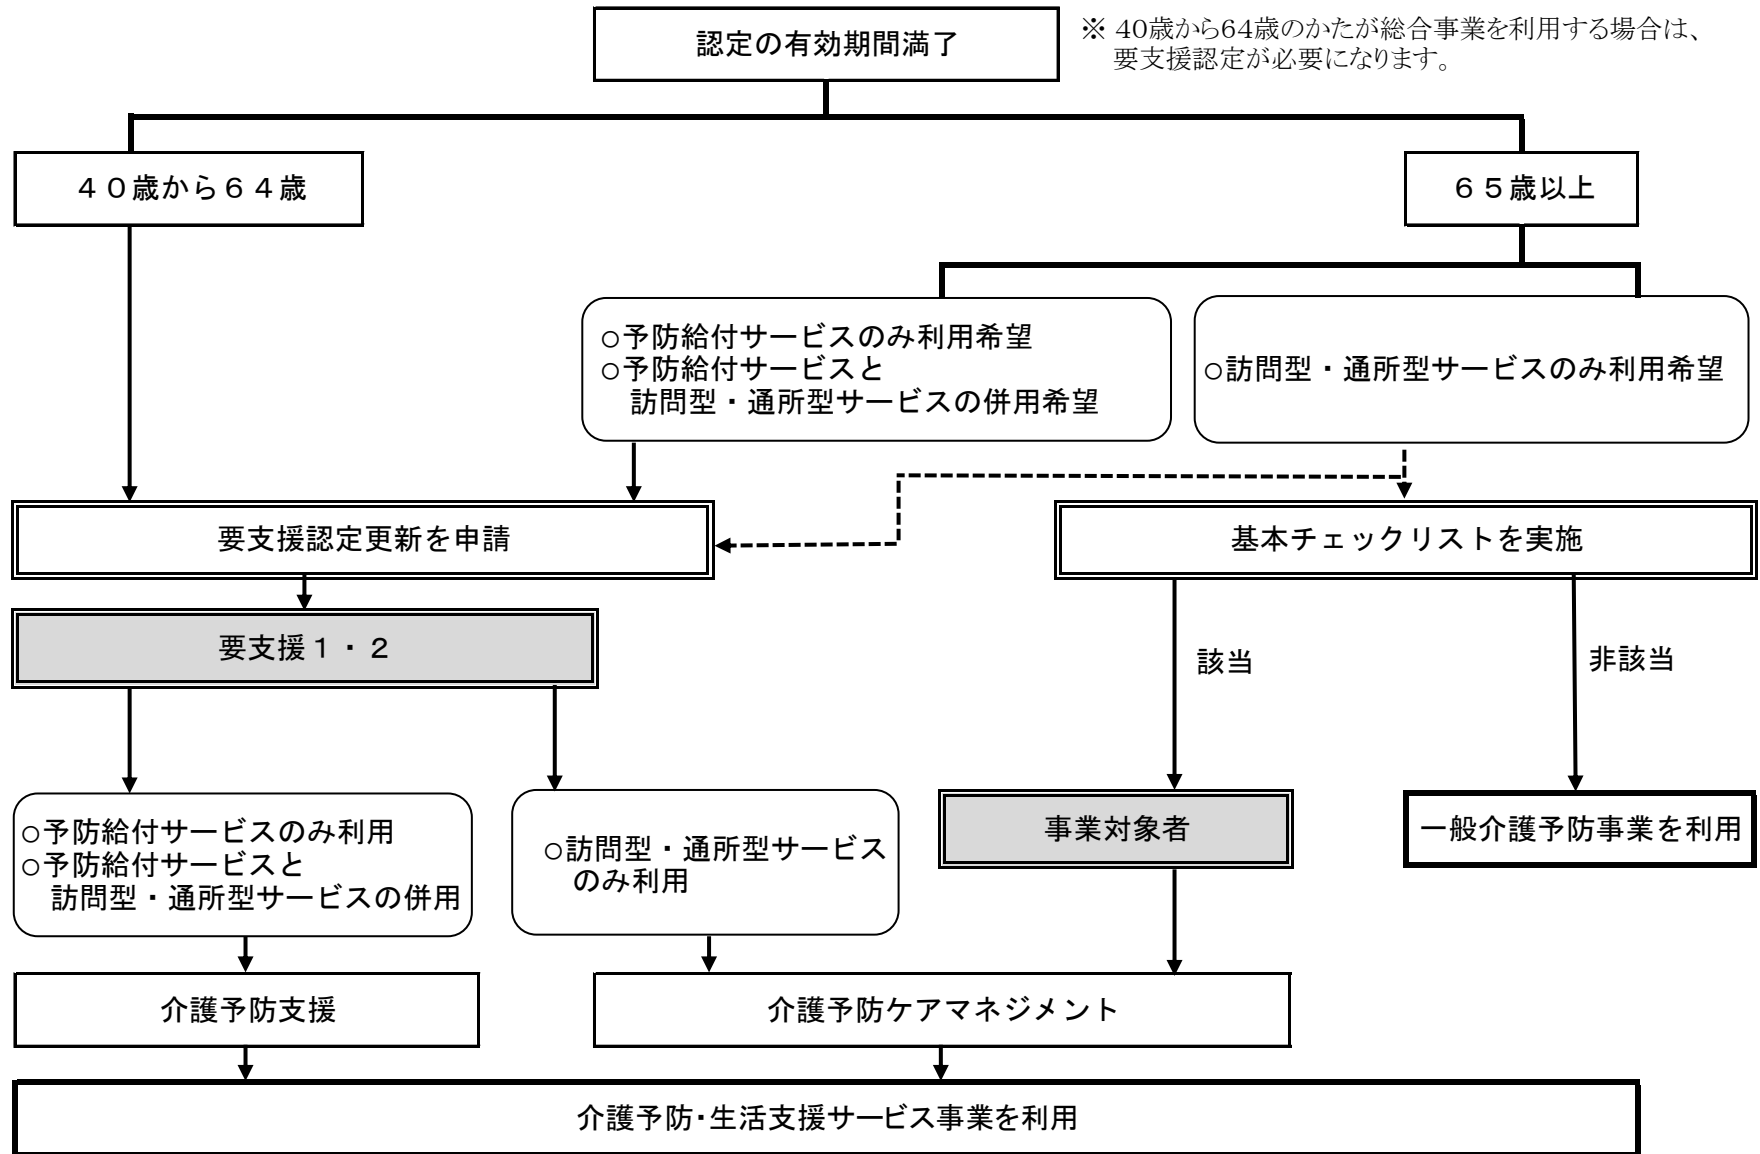 認定の有効期間満了
※ 40歳から64歳のかたが総合事業を利用する場合は、
要支援認定が必要になります。
40歳から64歳
65歳以上
○予防給付サービスのみ利用希望
○予防給付サービスと
訪問型・通所型サービスの併用希望
○訪問型・通所型サービスのみ利用希望
要支援認定更新を申請
基本チェックリストを実施
要支援1・2
該当
非該当
○予防給付サービスのみ利用
○予防給付サービスと
訪問型・通所型サービスの併用
○訪問型・通所型サービス
のみ利用
事業対象者
一般介護予防事業を利用
介護予防支援
介護予防ケアマネジメント
介護予防・生活支援サービス事業を利用